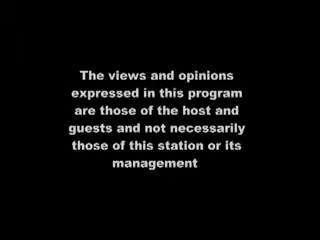 The views and opinions
expressed in this program
are those of the host and
guests and not necessarily
those of this station or its
management